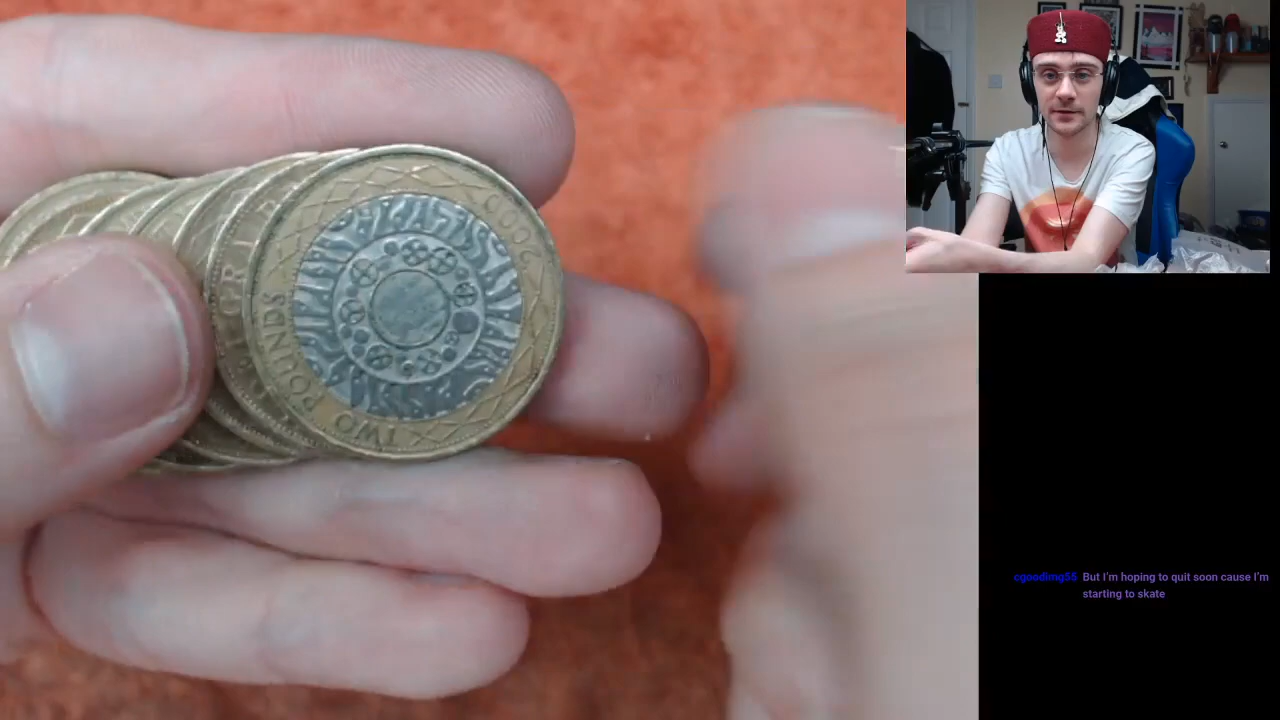 2000
TWO POUNDS
cgoodimg55 But I'm hoping to quit soon cause I'm
starting to skate